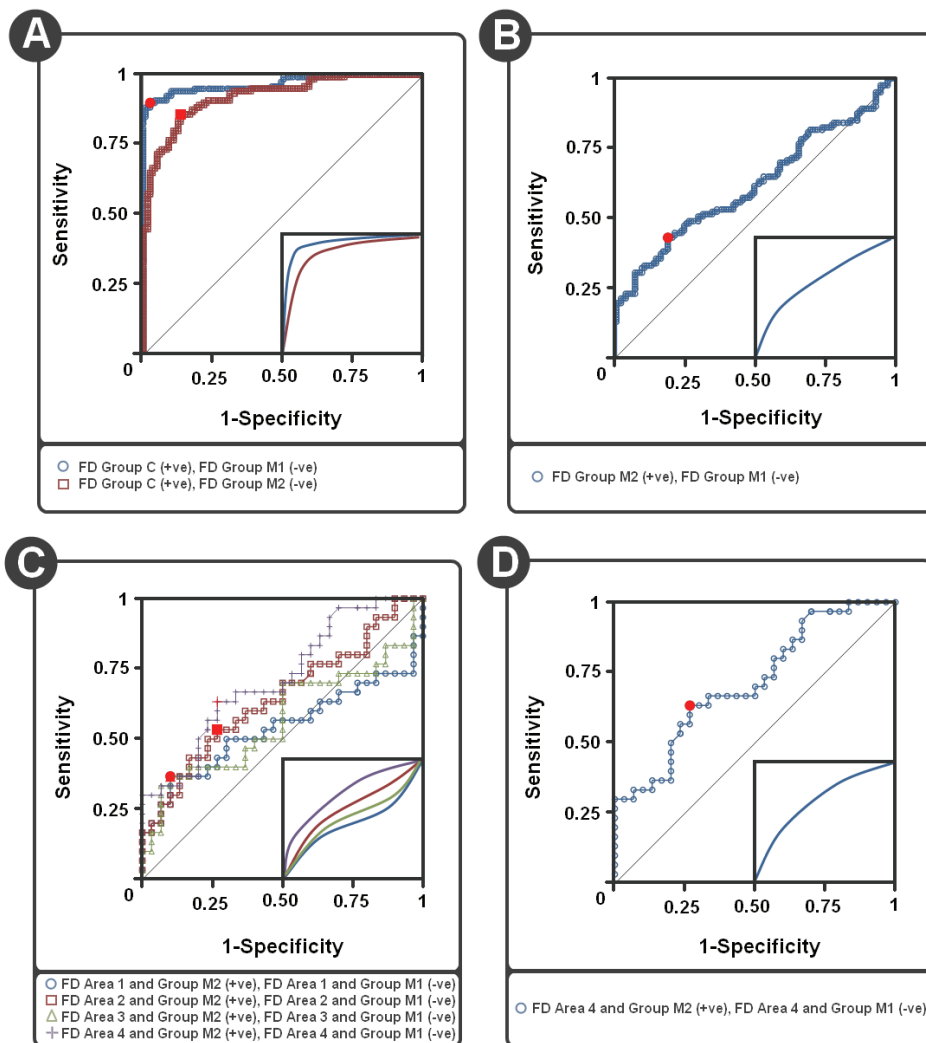 A
1
0.75
0.50
0.25
0
0.25
0.50
0.75
1
Sensitivity
1-Specificity
FD Group C (+ve), FD Group M1 (-ve)
FD Group C (+ve), FD Group M2 (-ve)
B
1
0.75
0.50
0.25
0
0.25
0.50
0.75
1
Sensitivity
1-Specificity
FD Group M2 (+ve), FD Group M1 (-ve)
C
1
0.75
0.50
0.25
0
0.25
0.50
0.75
1
Sensitivity
1-Specificity
FD Area 1 and Group M2 (+ve), FD Area 1 and Group M1 (-ve)
FD Area 2 and Group M2 (+ve), FD Area 2 and Group M1 (-ve)
FD Area 3 and Group M2 (+ve), FD Area 3 and Group M1 (-ve)
FD Area 4 and Group M2 (+ve), FD Area 4 and Group M1 (-ve)
D
1
0.75
0.50
0.25
0
0.25
0.50
0.75
1
Sensitivity
1-Specificity
FD Area 4 and Group M2 (+ve), FD Area 4 and Group M1 (-ve)